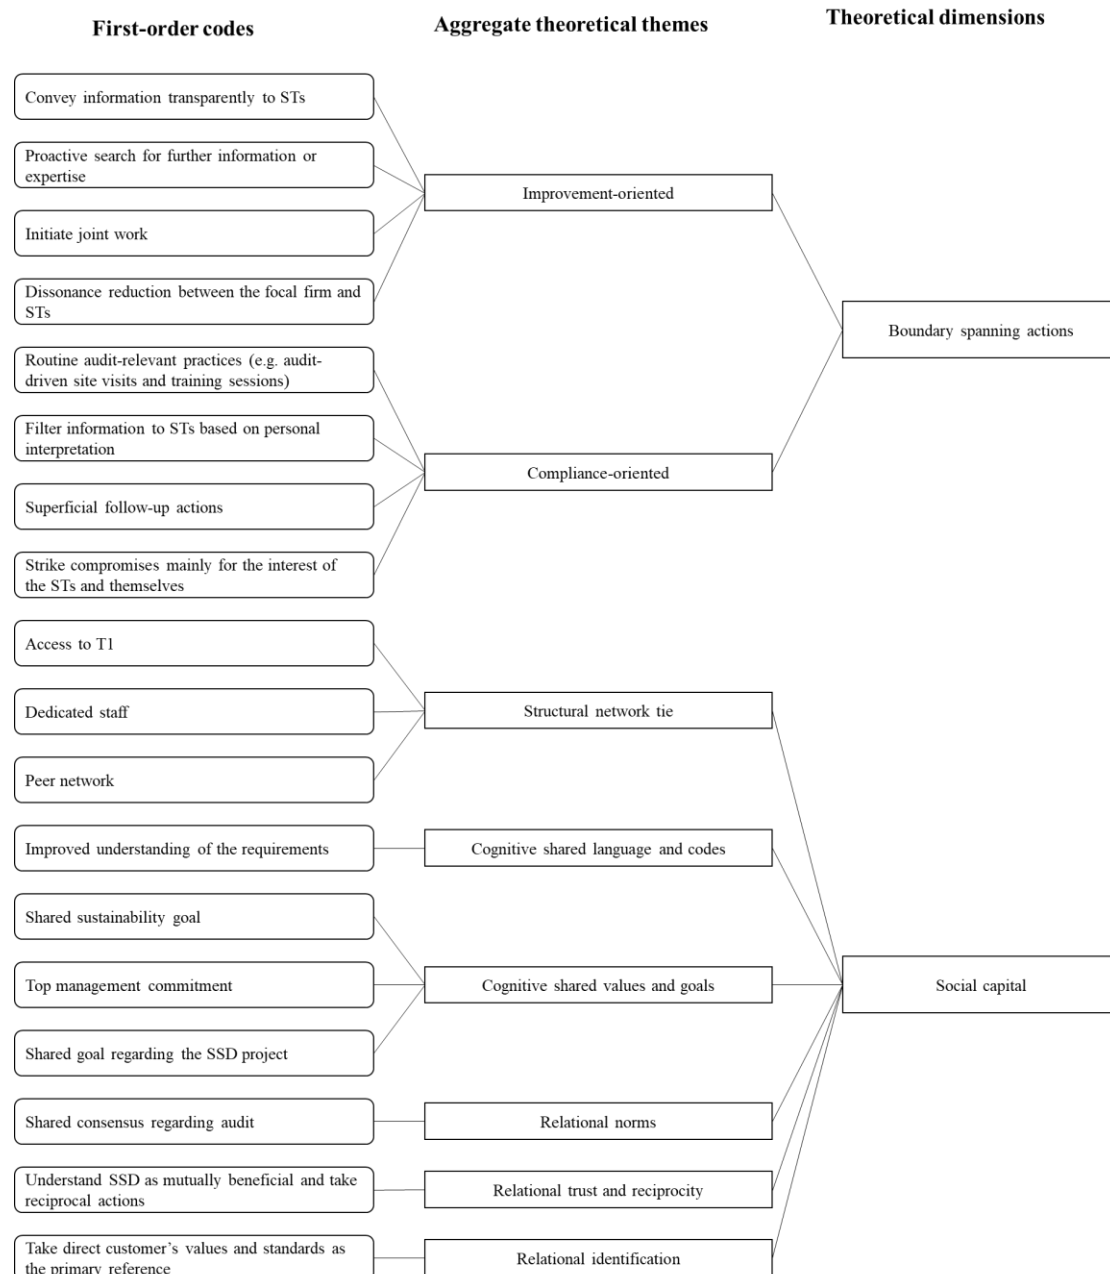 First-order codes
Aggregate theoretical themes
Theoretical dimensions
Convey information transparently to STs
Proactive search for further information or
expertise
Initiate joint work
Dissonance reduction between the focal firm and
STs
Improvement-oriented
Routine audit-relevant practices (e.g. audit-
driven site visits and training sessions)
Filter information to STs based on personal
interpretation
Superficial follow-up actions
Strike compromises mainly for the interest of
the STs and themselves
Compliance-oriented
Boundary spanning actions
Access to T1
Dedicated staff
Peer network
Structural network tie
Improved understanding of the requirements
Cognitive shared language and codes
Shared sustainability goal
Top management commitment
Shared goal regarding the SSD project
Cognitive shared values and goals
Shared consensus regarding audit
Relational norms
Understand SSD as mutually beneficial and take
reciprocal actions
Relational trust and reciprocity
Take direct customer's values and standards as
the primary reference
Relational identification
Social capital